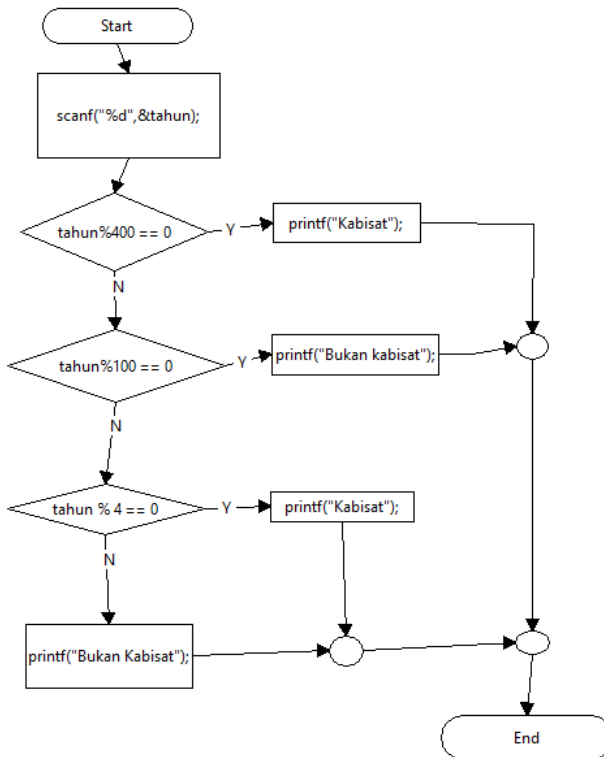 Start
scanf("%d",&tahun);
tahun%400 == 0
Y
printf("Kabisat");
N
tahun%100 == 0
Y
printf("Bukan kabisat");
N
tahun % 4 == 0
Y
printf("Kabisat");
N
printf("Bukan Kabisat");
End